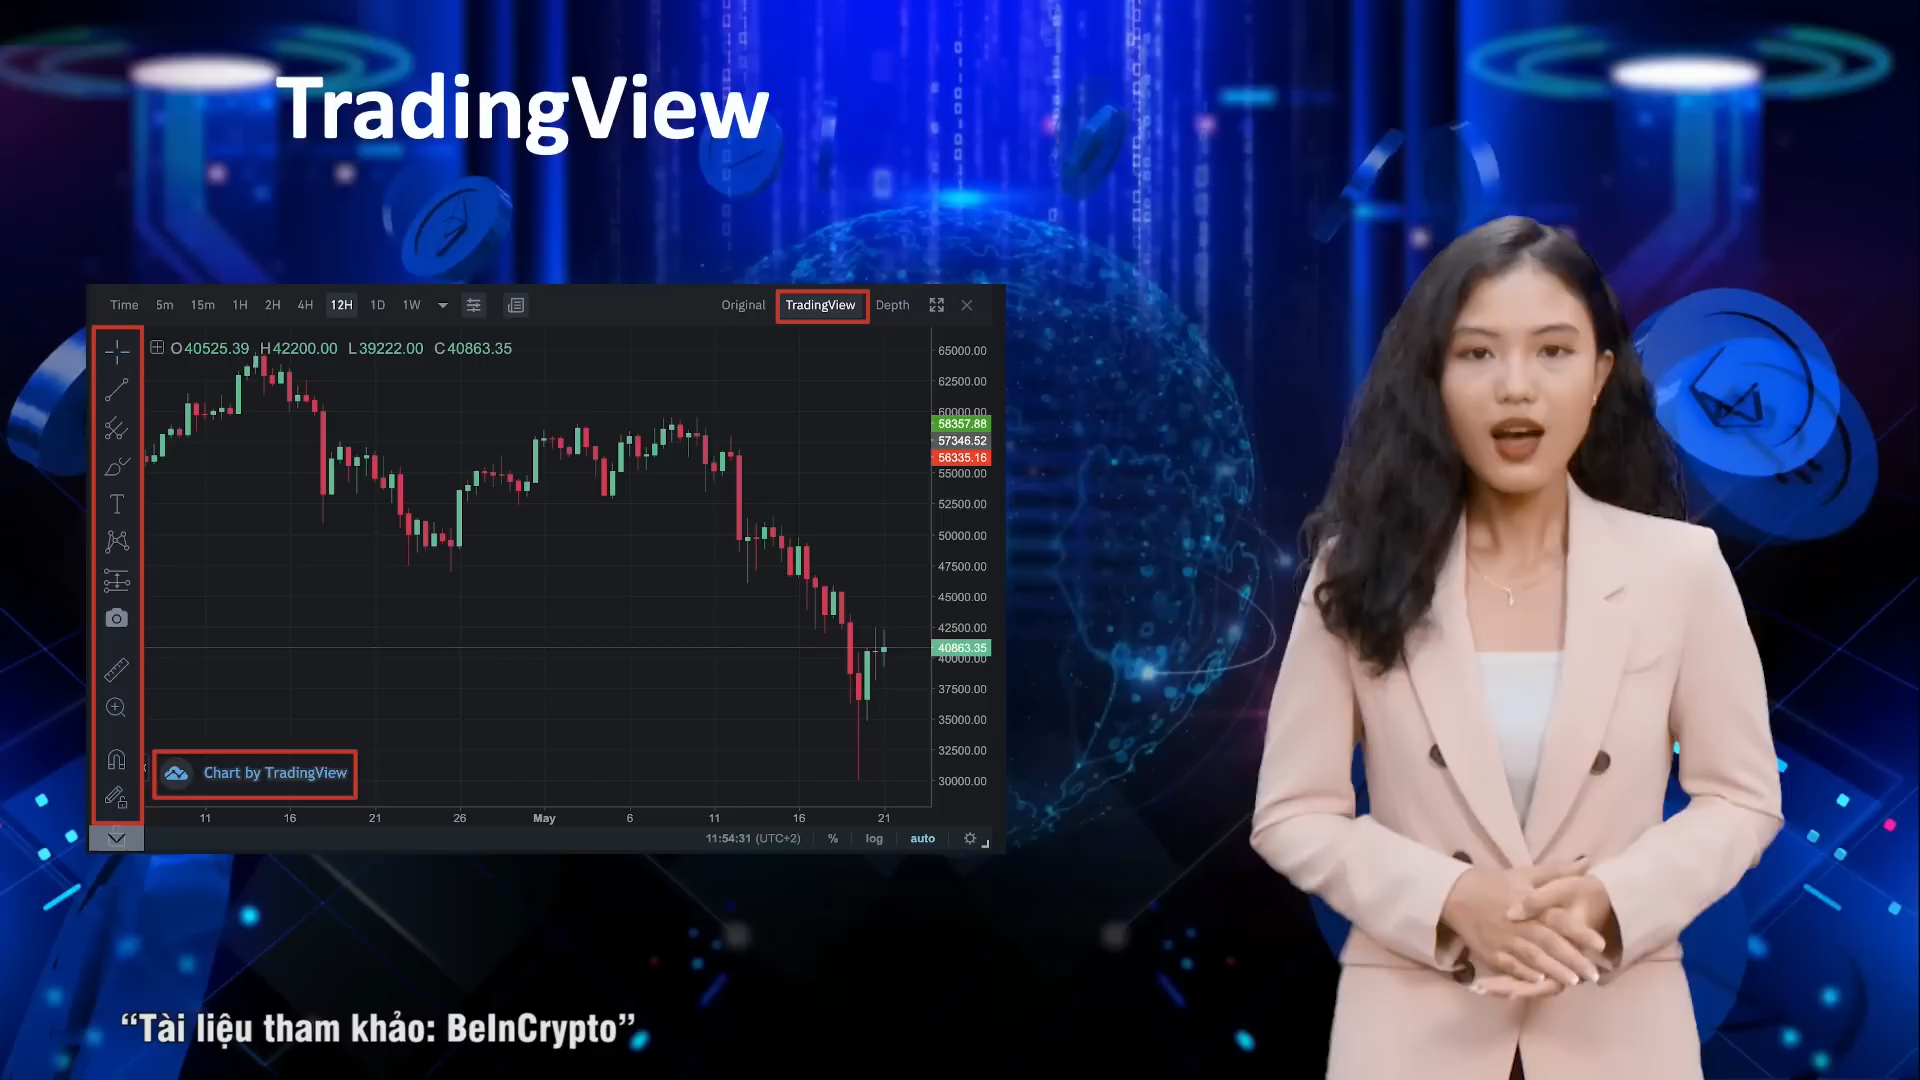 TradingView
Time 5m 15m 1H 2H 4H 12H 1D 1W Original TradingView Depth
O40525.39 H42200.00 L39222.00 C40863.35
65000.00
62500.00
60000.00
58357.88
57346.52
56335.16
55000.00
52500.00
50000.00
47500.00
45000.00
42500.00
40863.35
40000.00
37500.00
35000.00
32500.00
30000.00
Chart by TradingView
11 16 21 26 May 6 11 16 21
11:54:31 (UTC+2) % log auto
“Tài liệu tham khảo: BeInCrypto”